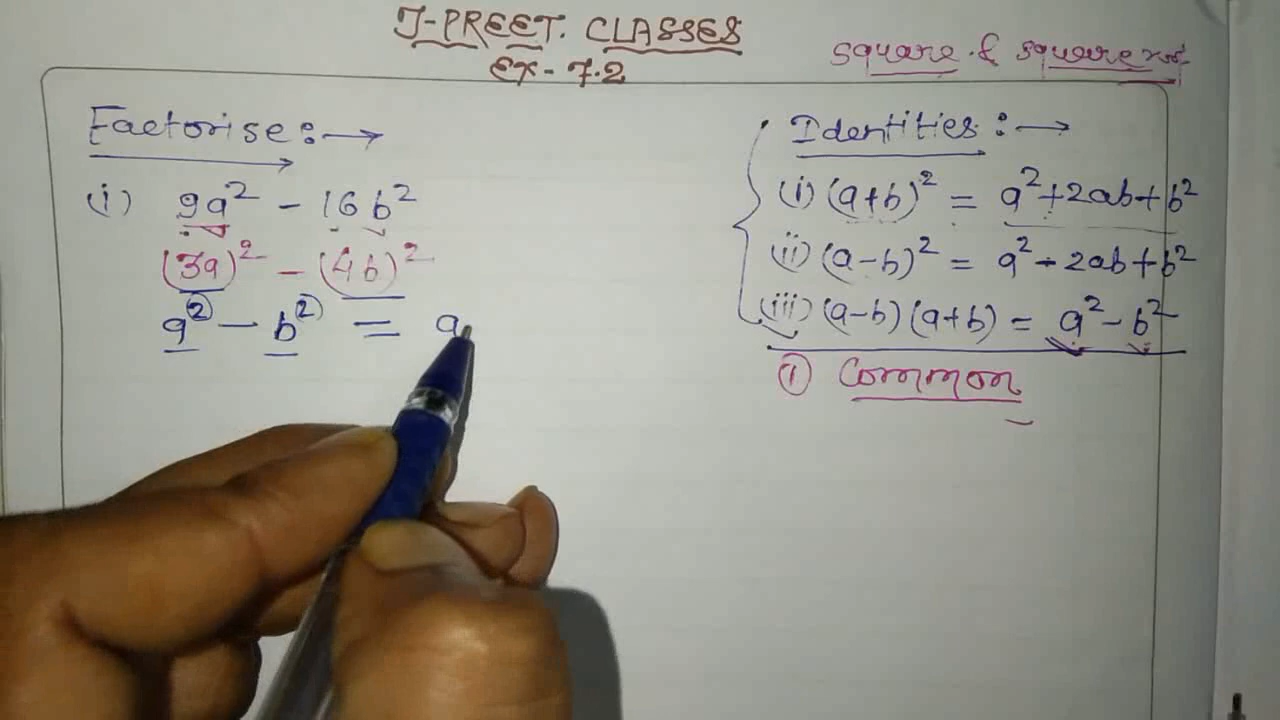 J-PREET. CLASSES
EX- 7.2
square & square root
Factorise :→
(i) 9a² - 16b²
(3a)² - (4b)²
a² - b² = a
Identities :→
(i) (a+b)² = a²+2ab+b²
(ii) (a-b)² = a²-2ab+b²
(iii) (a-b)(a+b) = a²-b²
① Common